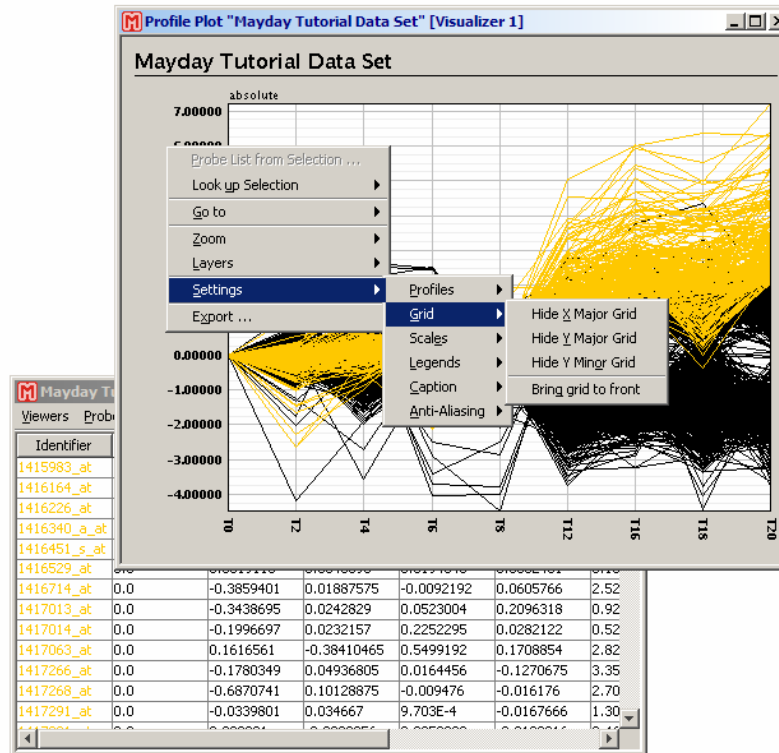 Profile Plot "Mayday Tutorial Data Set" [Visualizer 1]
Mayday Tutorial Data Set
absolute
7.00000
Probe List from Selection ...
Look up Selection
Go to
Zoom
Layers
Settings
Export ...
Profiles
Grid
Scales
Legends
Caption
Anti-Aliasing
Hide X Major Grid
Hide Y Major Grid
Hide Y Minor Grid
Bring grid to front
0.00000
-1.00000
-2.00000
-3.00000
-4.00000
T0 T2 T4 T6 T8 T12 T16 T18 T20
Mayday
Viewers
Identifier
1415983_at
1416164_at
1416226_at
1416340_a_at
1416451_s_at
1416529_at 0.0
1416714_at 0.0 -0.3859401 0.01887575 -0.0092192 0.0605766 2.52
1417013_at 0.0 -0.3438695 0.0242829 0.0523004 0.2096318 0.92
1417014_at 0.0 -0.1996697 0.0232157 0.2252295 0.0282122 0.52
1417063_at 0.0 0.1616561 -0.38410465 0.5499192 0.1708854 2.82
1417266_at 0.0 -0.1780349 0.04936805 0.0164456 -0.1270675 3.35
1417268_at 0.0 -0.6870741 0.10128875 -0.009476 -0.016176 2.70
1417291_at 0.0 -0.0339801 0.034667 9.703E-4 -0.0167666 1.30